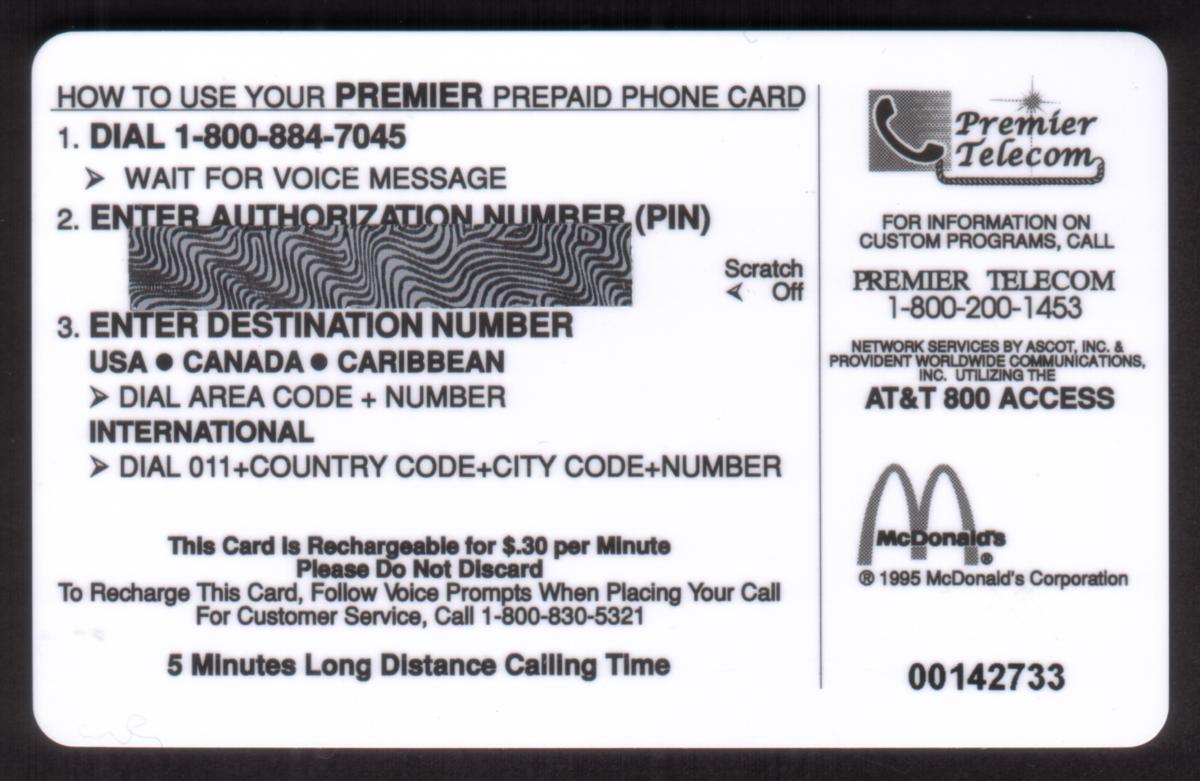 HOW TO USE YOUR PREMIER PREPAID PHONE CARD
1. DIAL 1-800-884-7045
➤ WAIT FOR VOICE MESSAGE
2. ENTER AUTHORIZATION NUMBER (PIN)
Scratch
◄ Off
3. ENTER DESTINATION NUMBER
USA ● CANADA ● CARIBBEAN
➤ DIAL AREA CODE + NUMBER
INTERNATIONAL
➤ DIAL 011+COUNTRY CODE+CITY CODE+NUMBER
This Card Is Rechargeable for $.30 per Minute
Please Do Not Discard
To Recharge This Card, Follow Voice Prompts When Placing Your Call
For Customer Service, Call 1-800-830-5321
5 Minutes Long Distance Calling Time
Premier
Telecom
FOR INFORMATION ON
CUSTOM PROGRAMS, CALL
PREMIER TELECOM
1-800-200-1453
NETWORK SERVICES BY ASCOT, INC. &
PROVIDENT WORLDWIDE COMMUNICATIONS,
INC. UTILIZING THE
AT&T 800 ACCESS
McDonald's
®
® 1995 McDonald's Corporation
00142733